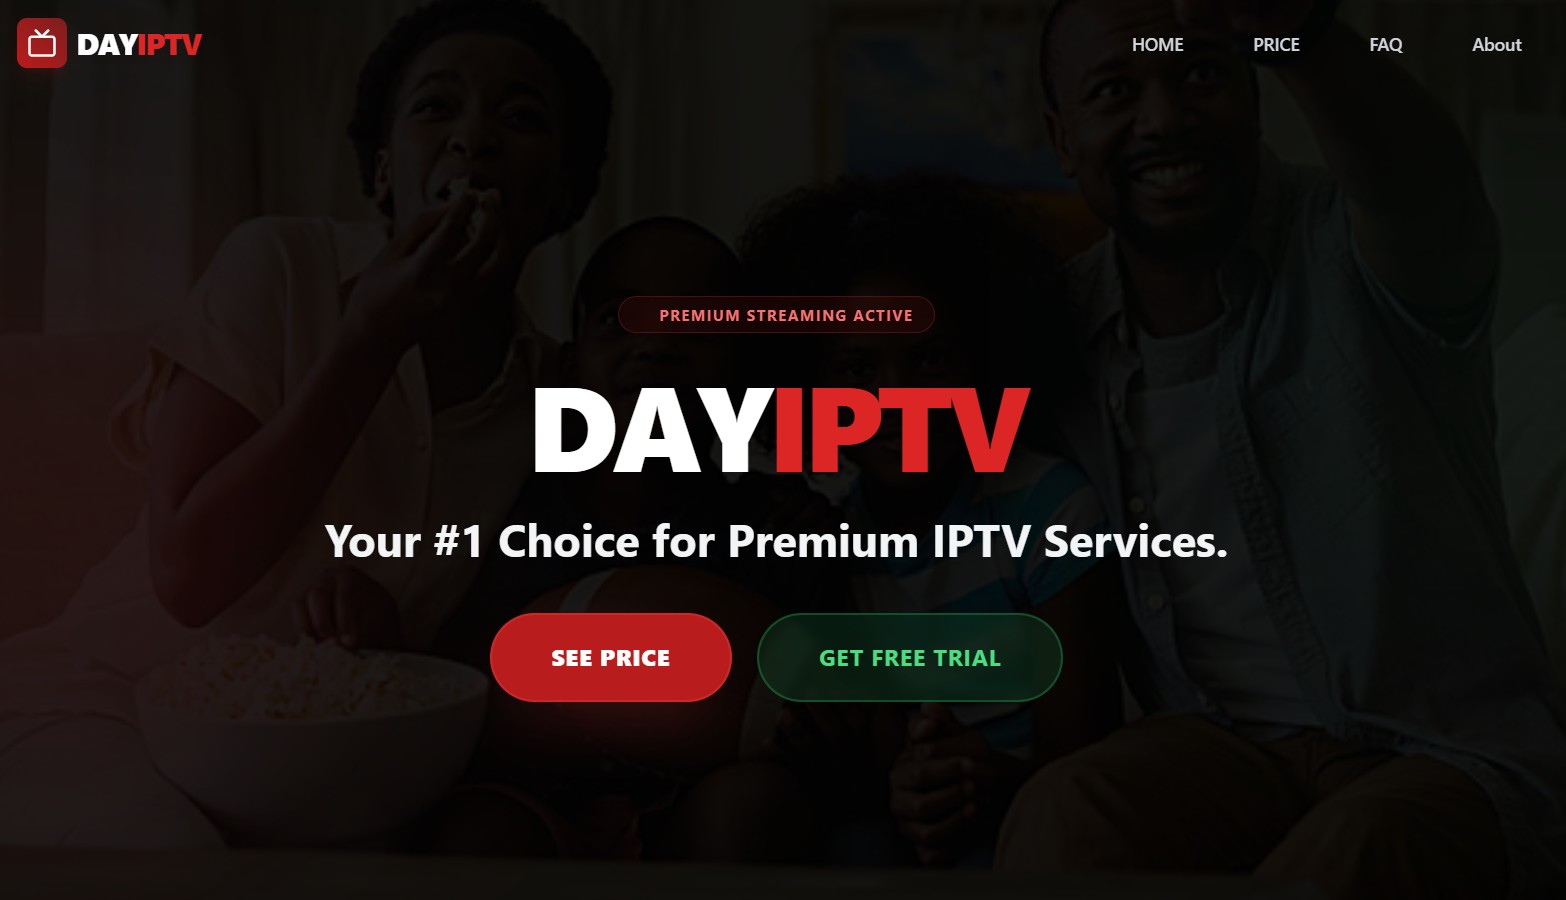 DAYIPTV
HOME PRICE FAQ About
PREMIUM STREAMING ACTIVE
DAYIPTV
Your #1 Choice for Premium IPTV Services.
SEE PRICE
GET FREE TRIAL